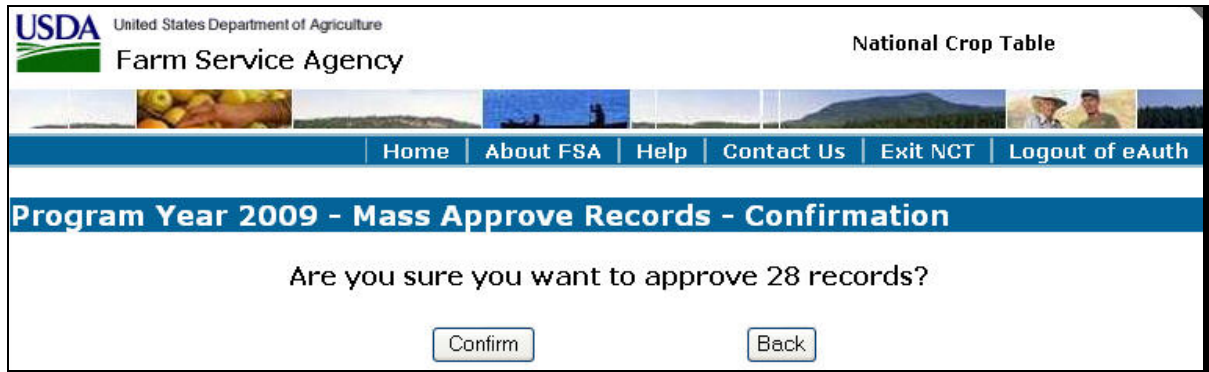 USDA United States Department of Agriculture
Farm Service Agency
National Crop Table
Home | About FSA | Help | Contact Us | Exit NCT | Logout of eAuth
Program Year 2009 - Mass Approve Records - Confirmation
Are you sure you want to approve 28 records?
Confirm Back